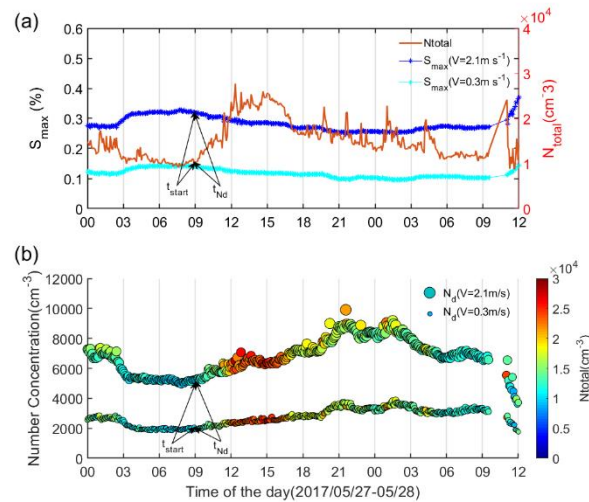 (a)
Ntotal
S_max(V=2.1m s^-1)
S_max(V=0.3m s^-1)
S_max (%)
0.6
0.5
0.4
0.3
0.2
0.1
0
×10^4
4
3
2
1
0
N_total(cm^-3)
t_start
t_Nd
00 03 06 09 12 15 18 21 00 03 06 09 12
(b)
Number Concentration(cm^-3)
12000
10000
8000
6000
4000
2000
0
N_d(V=2.1m/s)
N_d(V=0.3m/s)
t_start
t_Nd
00 03 06 09 12 15 18 21 00 03 06 09 12
Time of the day(2017/05/27-05/28)
×10^4
3
2.5
2
1.5
1
0.5
0
Ntotal(cm^-3)